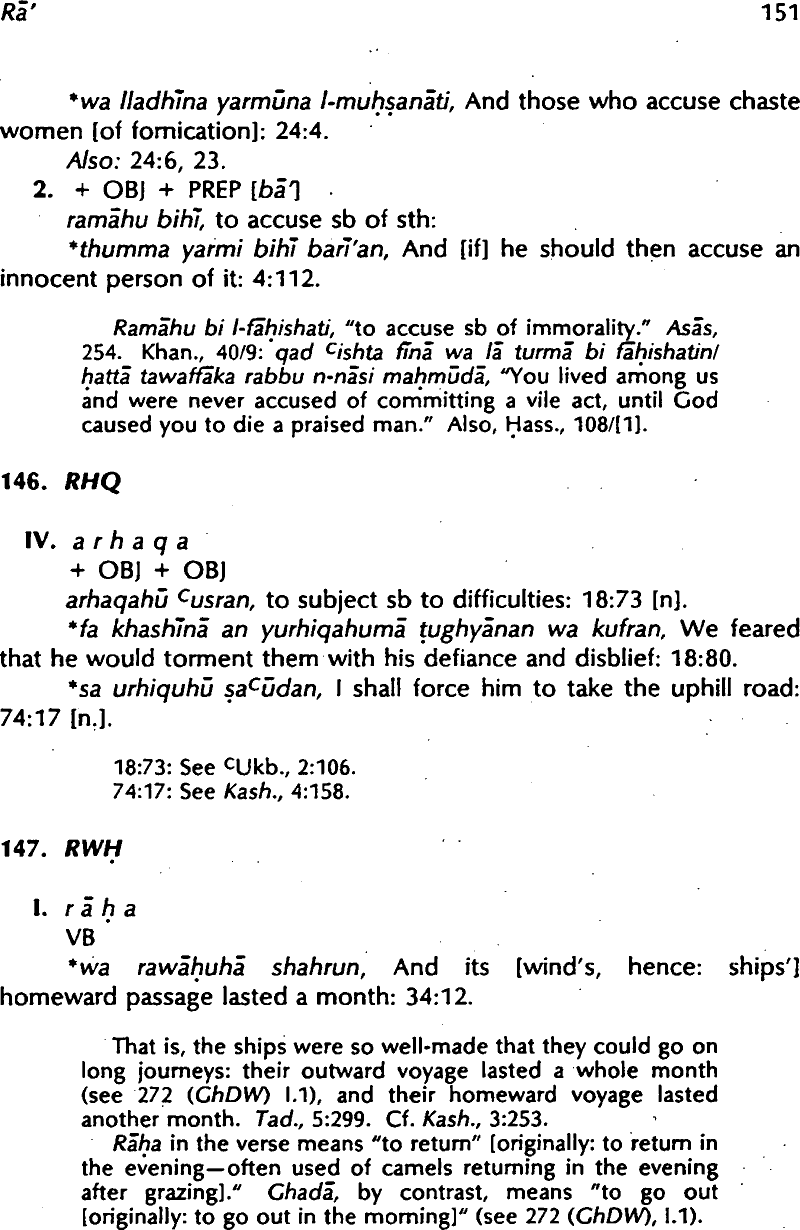 Rā' 151
*wa lladhīna yarmūna l-muḥṣanāti, And those who accuse chaste
women [of fornication]: 24:4.
Also: 24:6, 23.
2. + OBJ + PREP [bā']
ramāhu bihī, to accuse sb of sth:
*thumma yarmi bihī barī'an, And [if] he should then accuse an
innocent person of it: 4:112.
Ramāhu bi l-fāḥishati, "to accuse sb of immorality." Asās,
254. Khan., 40/9: qad ᶜishta fīnā wa lā turmā bi fāḥishatin/
ḥattā tawaffāka rabbu n-nāsi maḥmūdā, "You lived among us
and were never accused of committing a vile act, until God
caused you to die a praised man." Also, Ḥass., 108/[1].
146. RHQ
IV. a r h a q a
+ OBJ + OBJ
arhaqahū ᶜusran, to subject sb to difficulties: 18:73 [n].
*fa khashīnā an yurhiqahumā ṭughyānan wa kufran, We feared
that he would torment them with his defiance and disblief: 18:80.
*sa urhiquhū ṣaᶜūdan, I shall force him to take the uphill road:
74:17 [n.].
18:73: See ᶜUkb., 2:106.
74:17: See Kash., 4:158.
147. RWḤ
I. r ā ḥ a
VB
*wa rawāḥuhā shahrun, And its [wind's, hence: ships']
homeward passage lasted a month: 34:12.
That is, the ships were so well-made that they could go on
long journeys: their outward voyage lasted a whole month
(see 272 (GhDW) I.1), and their homeward voyage lasted
another month. Tad., 5:299. Cf. Kash., 3:253.
Rāḥa in the verse means "to return" [originally: to return in
the evening—often used of camels returning in the evening
after grazing]." Ghadā, by contrast, means "to go out
[originally: to go out in the morning]" (see 272 (GhDW), I.1).